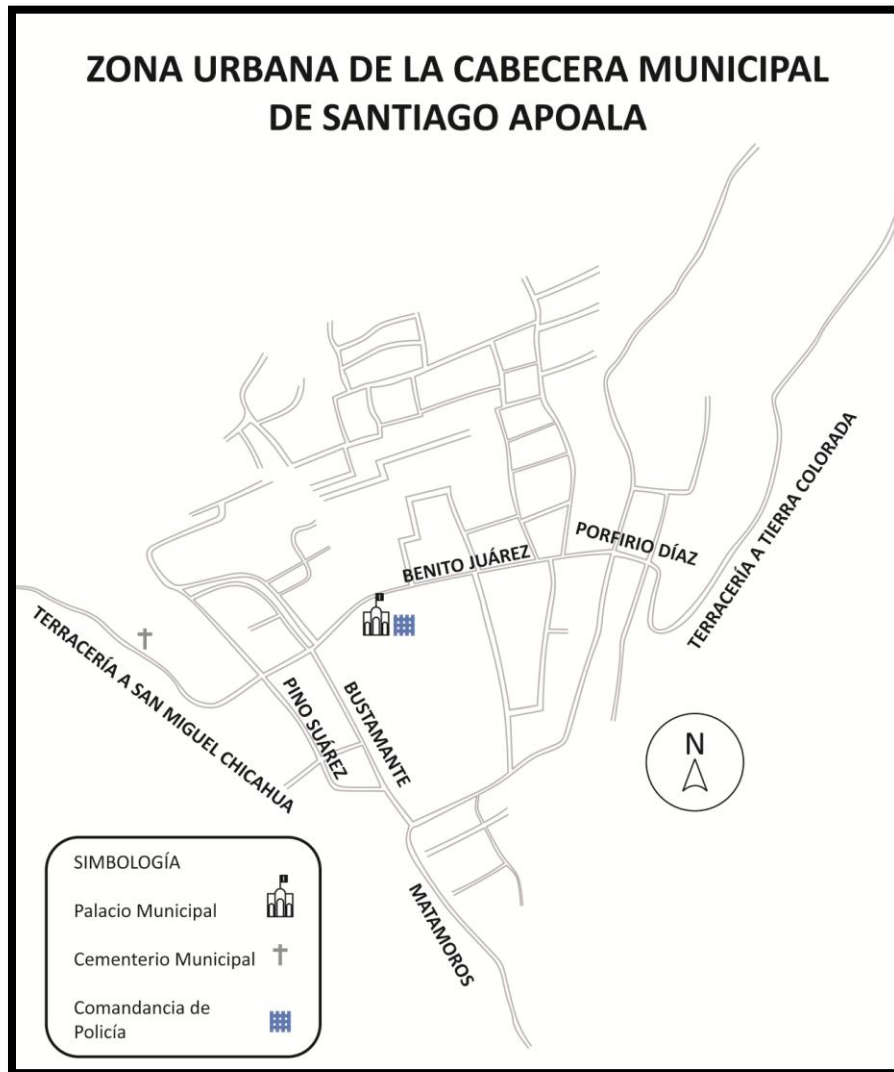 ZONA URBANA DE LA CABECERA MUNICIPAL
DE SANTIAGO APOALA
PORFIRIO DÍAZ
BENITO JUÁREZ
TERRACERÍA A TIERRA COLORADA
TERRACERÍA A SAN MIGUEL CHICAHUA
PINO SUÁREZ
BUSTAMANTE
N
MATAMOROS
SIMBOLOGÍA
Palacio Municipal
Cementerio Municipal
Comandancia de
Policía